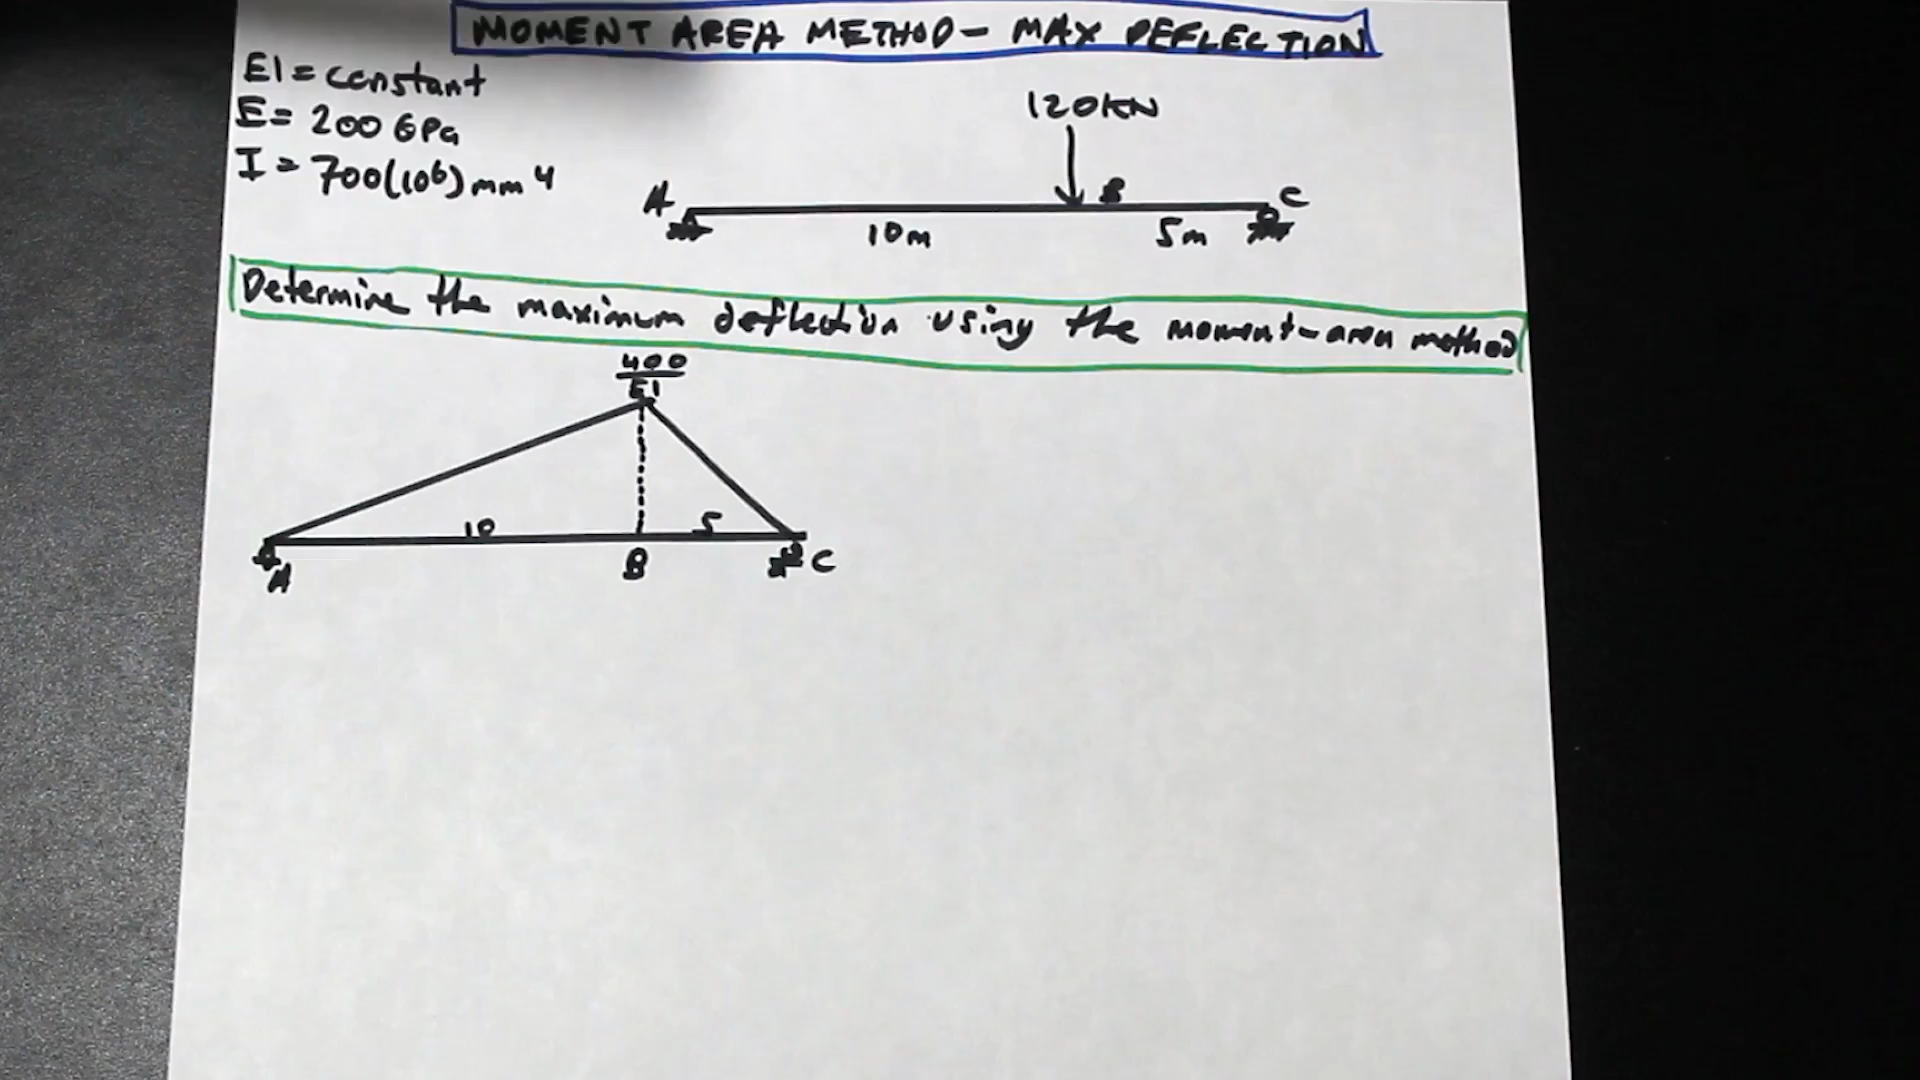 MOMENT AREA METHOD - MAX DEFLECTION
EI = constant
E = 200 GPa
I = 700(10⁶) mm⁴
120KN
A B C
10m 5m
Determine the maximum deflection using the moment-area method
400
EI
10 5
A B C